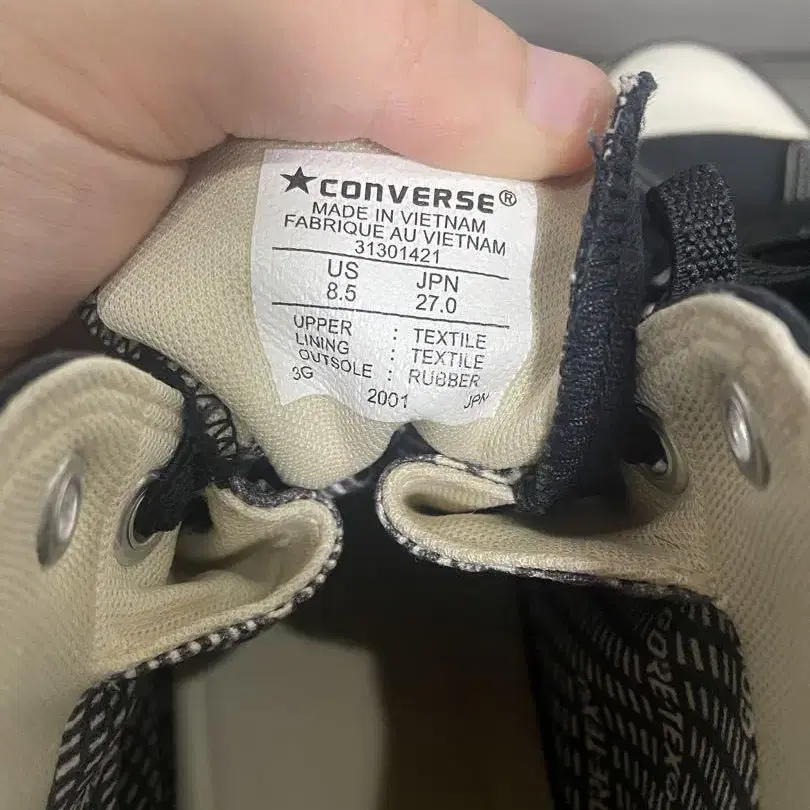 ★CONVERSE®
MADE IN VIETNAM
FABRIQUE AU VIETNAM
31301421
US JPN
8.5 27.0
UPPER : TEXTILE
LINING : TEXTILE
OUTSOLE : RUBBER
3G 2001 JPN
GORE-TEX